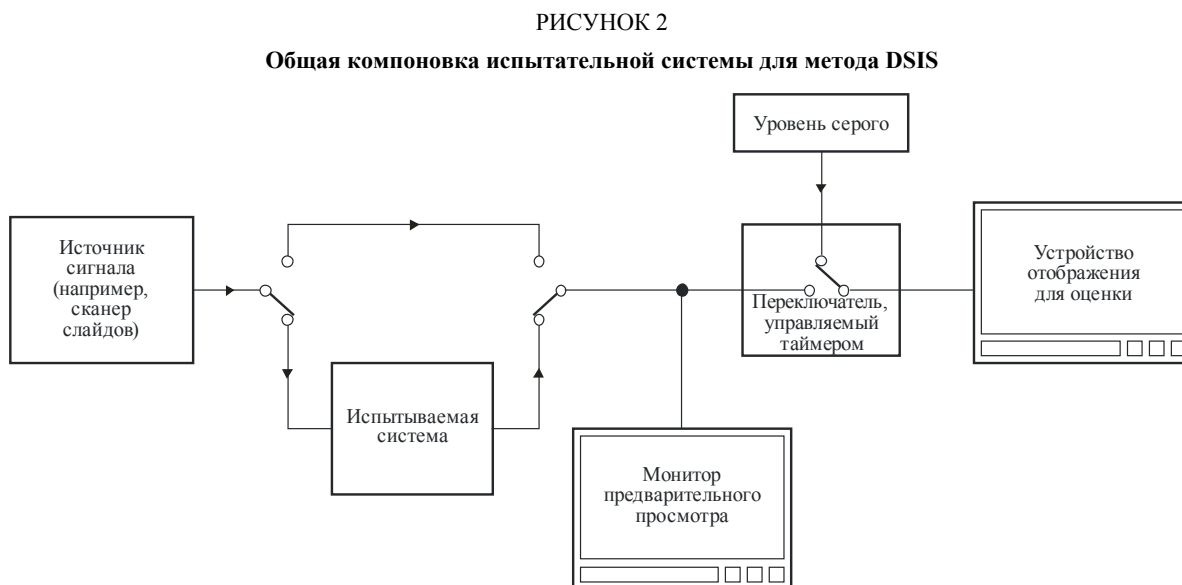 РИСУНОК 2
Общая компоновка испытательной системы для метода DSIS
Уровень серого
Источник
сигнала
(например,
сканер
слайдов)
Устройство
отображения
для оценки
Переключатель,
управляемый
таймером
Испытываемая
система
Монитор
предварительного
просмотра